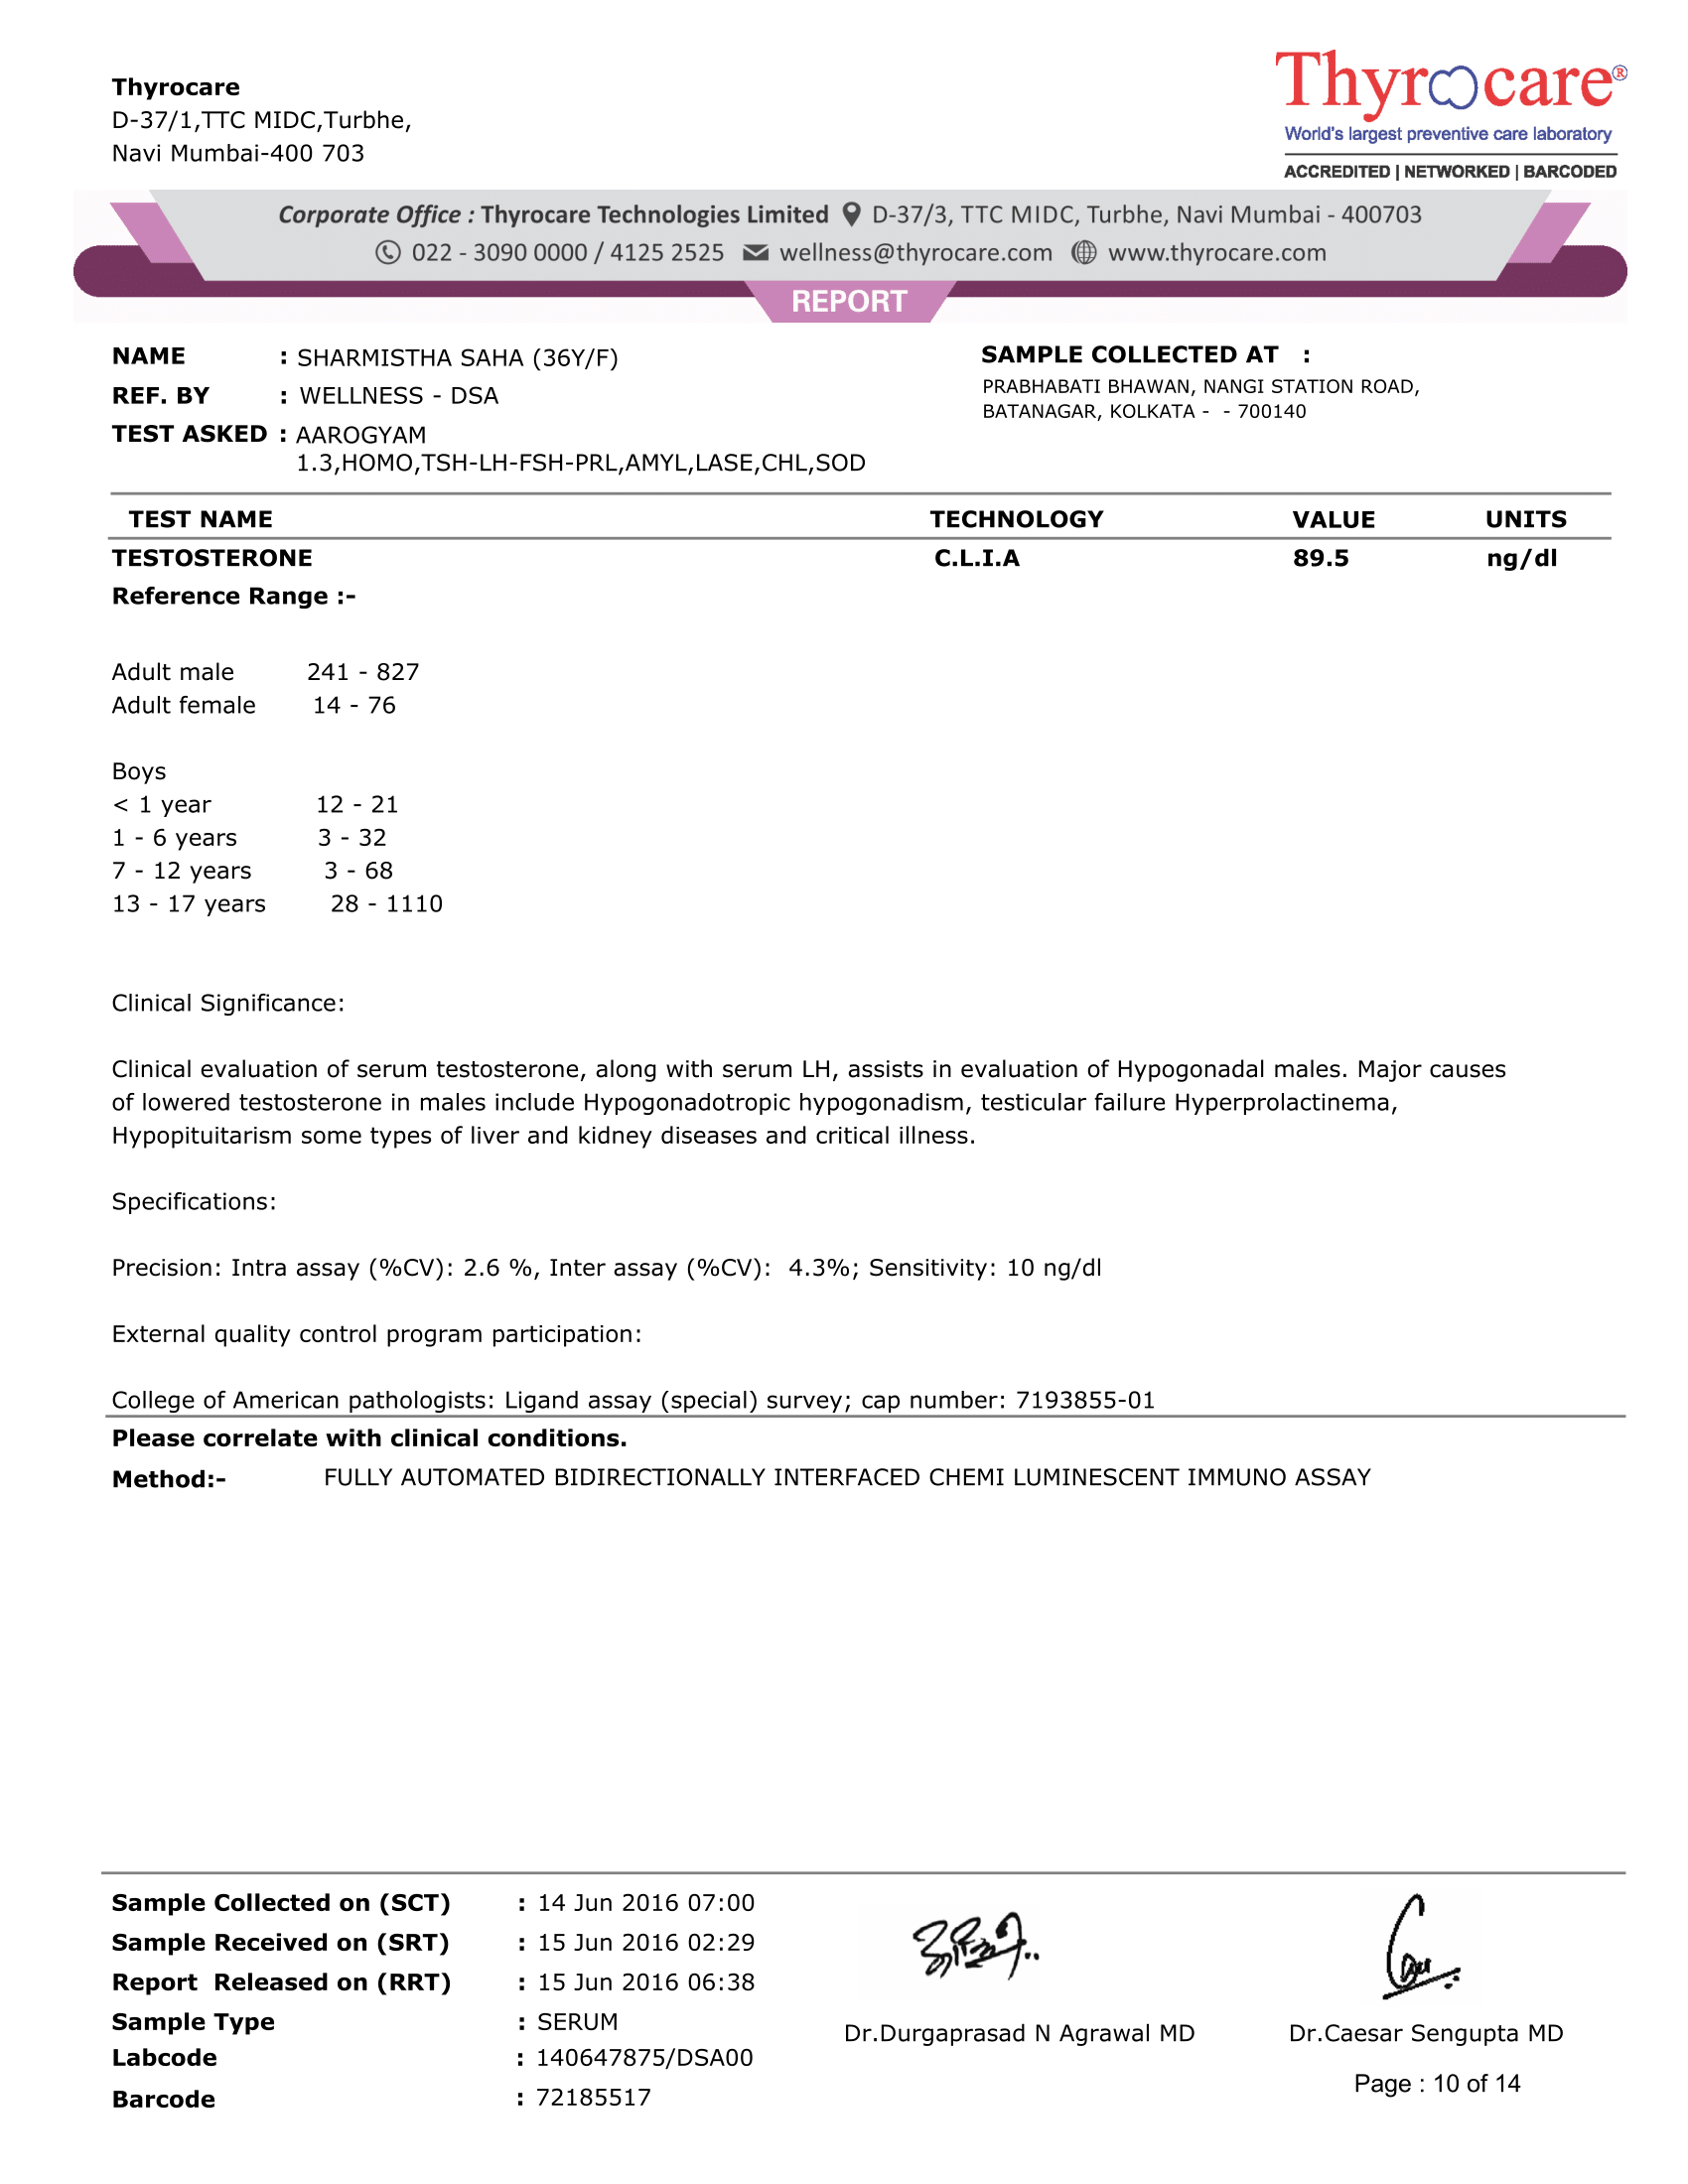 Thyrocare
D-37/1,TTC MIDC,Turbhe,
Navi Mumbai-400 703
Thyrocare®
World's largest preventive care laboratory
ACCREDITED | NETWORKED | BARCODED
Corporate Office : Thyrocare Technologies Limited D-37/3, TTC MIDC, Turbhe, Navi Mumbai - 400703
022 - 3090 0000 / 4125 2525 wellness@thyrocare.com www.thyrocare.com
REPORT
NAME : SHARMISTHA SAHA (36Y/F)
REF. BY : WELLNESS - DSA
TEST ASKED : AAROGYAM
1.3,HOMO,TSH-LH-FSH-PRL,AMYL,LASE,CHL,SOD
SAMPLE COLLECTED AT :
PRABHABATI BHAWAN, NANGI STATION ROAD,
BATANAGAR, KOLKATA - - 700140
TEST NAME TECHNOLOGY VALUE UNITS
TESTOSTERONE C.L.I.A 89.5 ng/dl
Reference Range :-
Adult male 241 - 827
Adult female 14 - 76
Boys
< 1 year 12 - 21
1 - 6 years 3 - 32
7 - 12 years 3 - 68
13 - 17 years 28 - 1110
Clinical Significance:
Clinical evaluation of serum testosterone, along with serum LH, assists in evaluation of Hypogonadal males. Major causes
of lowered testosterone in males include Hypogonadotropic hypogonadism, testicular failure Hyperprolactinema,
Hypopituitarism some types of liver and kidney diseases and critical illness.
Specifications:
Precision: Intra assay (%CV): 2.6 %, Inter assay (%CV): 4.3%; Sensitivity: 10 ng/dl
External quality control program participation:
College of American pathologists: Ligand assay (special) survey; cap number: 7193855-01
Please correlate with clinical conditions.
Method:- FULLY AUTOMATED BIDIRECTIONALLY INTERFACED CHEMI LUMINESCENT IMMUNO ASSAY
Sample Collected on (SCT) : 14 Jun 2016 07:00
Sample Received on (SRT) : 15 Jun 2016 02:29
Report Released on (RRT) : 15 Jun 2016 06:38
Sample Type : SERUM
Labcode : 140647875/DSA00
Barcode : 72185517
Dr.Durgaprasad N Agrawal MD
Dr.Caesar Sengupta MD
Page : 10 of 14